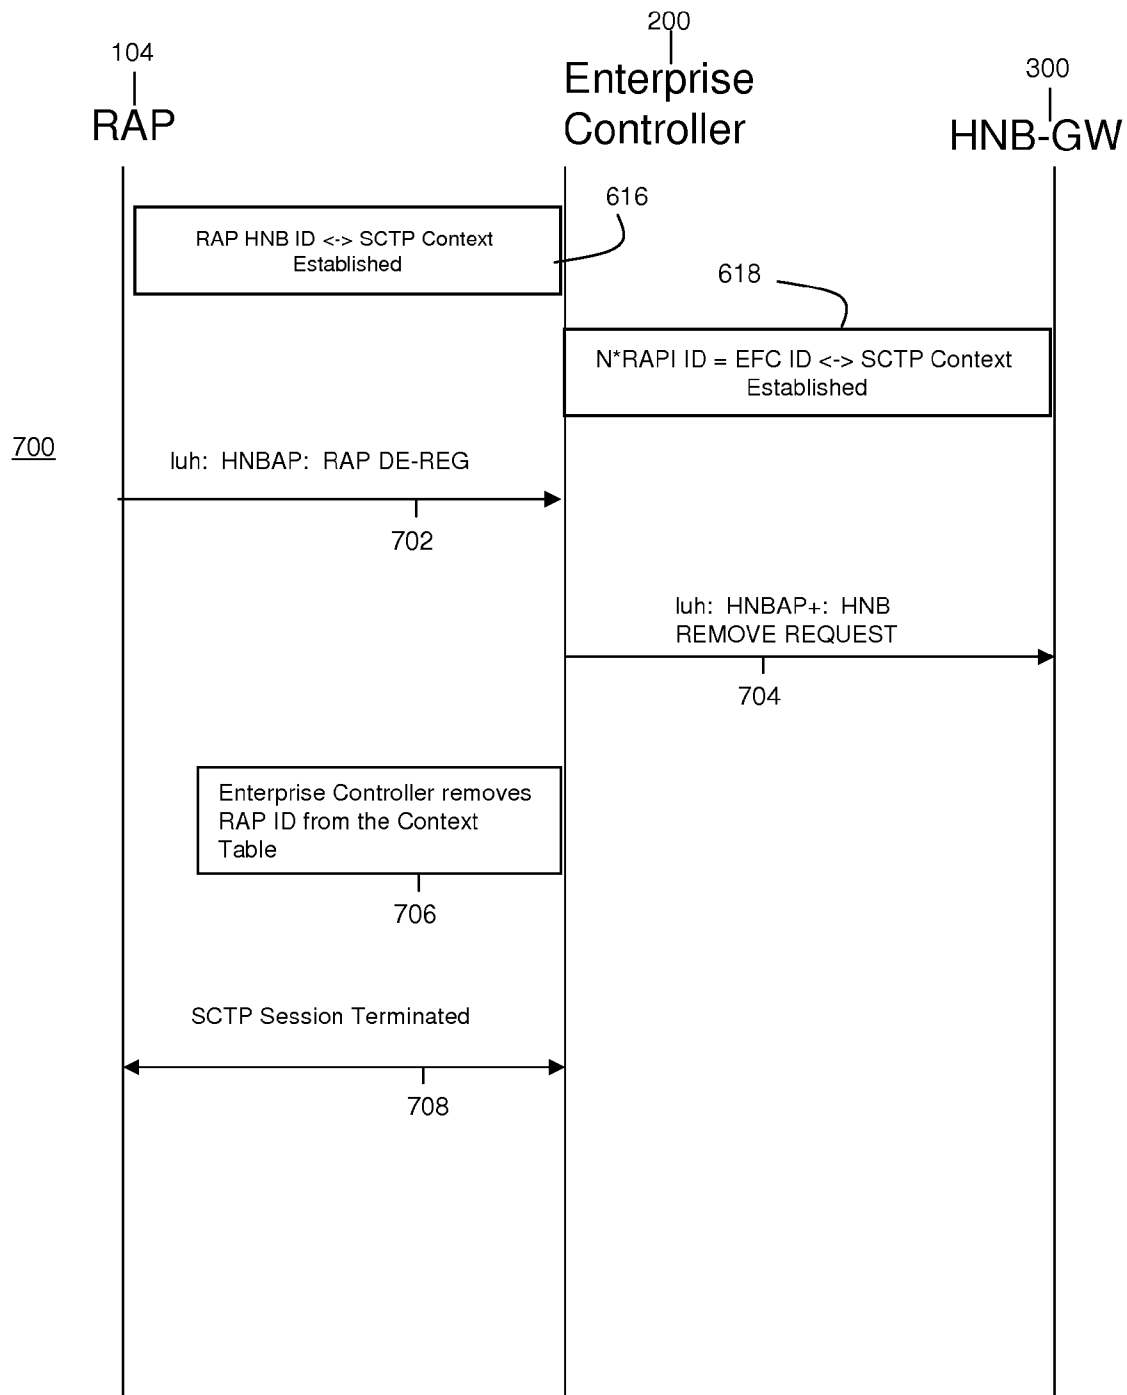 200
104
Enterprise
Controller
300
RAP
HNB-GW
616
RAP HNB ID <-> SCTP Context
Established
618
N*RAPI ID = EFC ID <-> SCTP Context
Established
700
Iuh: HNBAP: RAP DE-REG
702
Iuh: HNBAP+: HNB
REMOVE REQUEST
704
Enterprise Controller removes
RAP ID from the Context
Table
706
SCTP Session Terminated
708